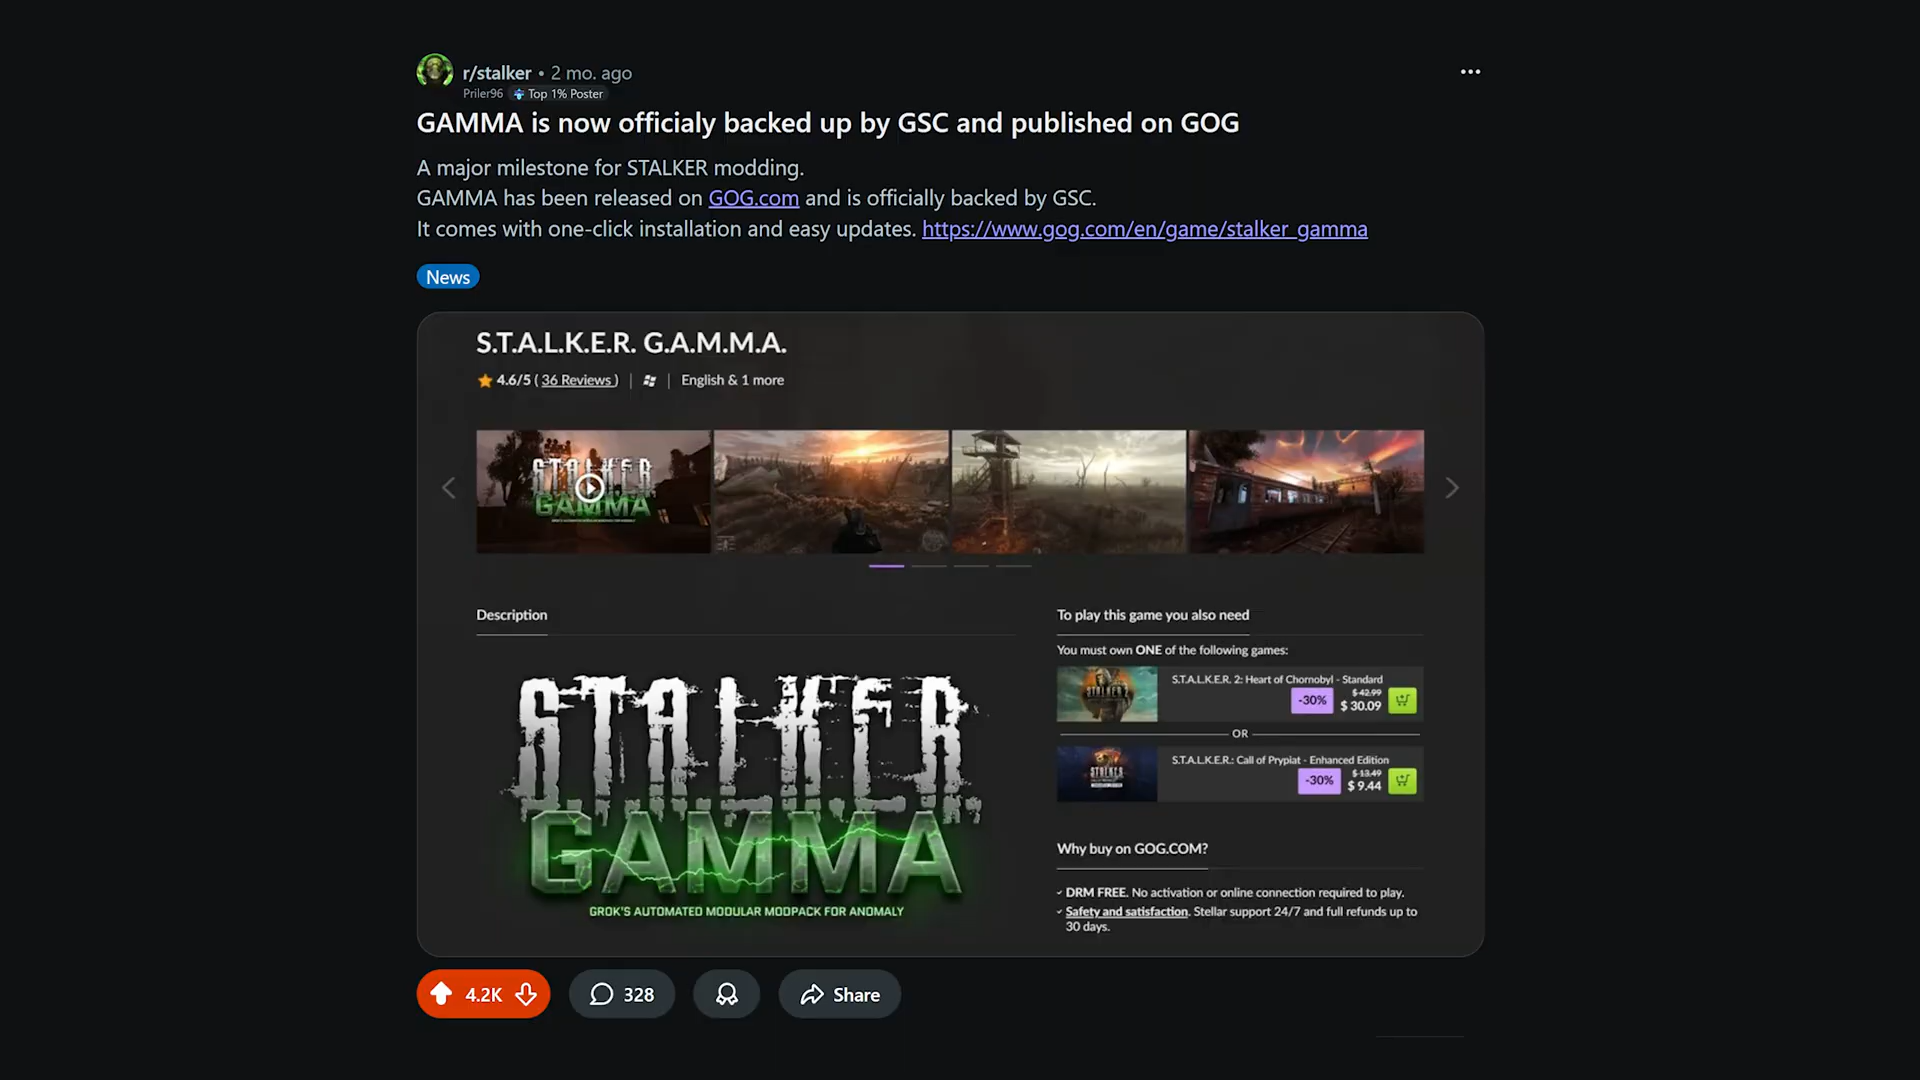 r/stalker • 2 mo. ago
Priler96 Top 1% Poster
GAMMA is now officialy backed up by GSC and published on GOG
A major milestone for STALKER modding.
GAMMA has been released on GOG.com and is officially backed by GSC.
It comes with one-click installation and easy updates. https://www.gog.com/en/game/stalker_gamma
News
S.T.A.L.K.E.R. G.A.M.M.A.
4.6/5 ( 36 Reviews ) | | English & 1 more
S.T.A.L.K.E.R.
GAMMA
Description
S.T.A.L.K.E.R.
GAMMA
GROK'S AUTOMATED MODULAR MODPACK FOR ANOMALY
To play this game you also need
You must own ONE of the following games:
STALKER 2
S.T.A.L.K.E.R. 2: Heart of Chornobyl - Standard
-30% $ 42.99
$ 30.09
OR
STALKER
S.T.A.L.K.E.R.: Call of Prypiat - Enhanced Edition
-30% $ 13.49
$ 9.44
Why buy on GOG.COM?
DRM FREE. No activation or online connection required to play.
Safety and satisfaction. Stellar support 24/7 and full refunds up to
30 days.
4.2K 328 Share